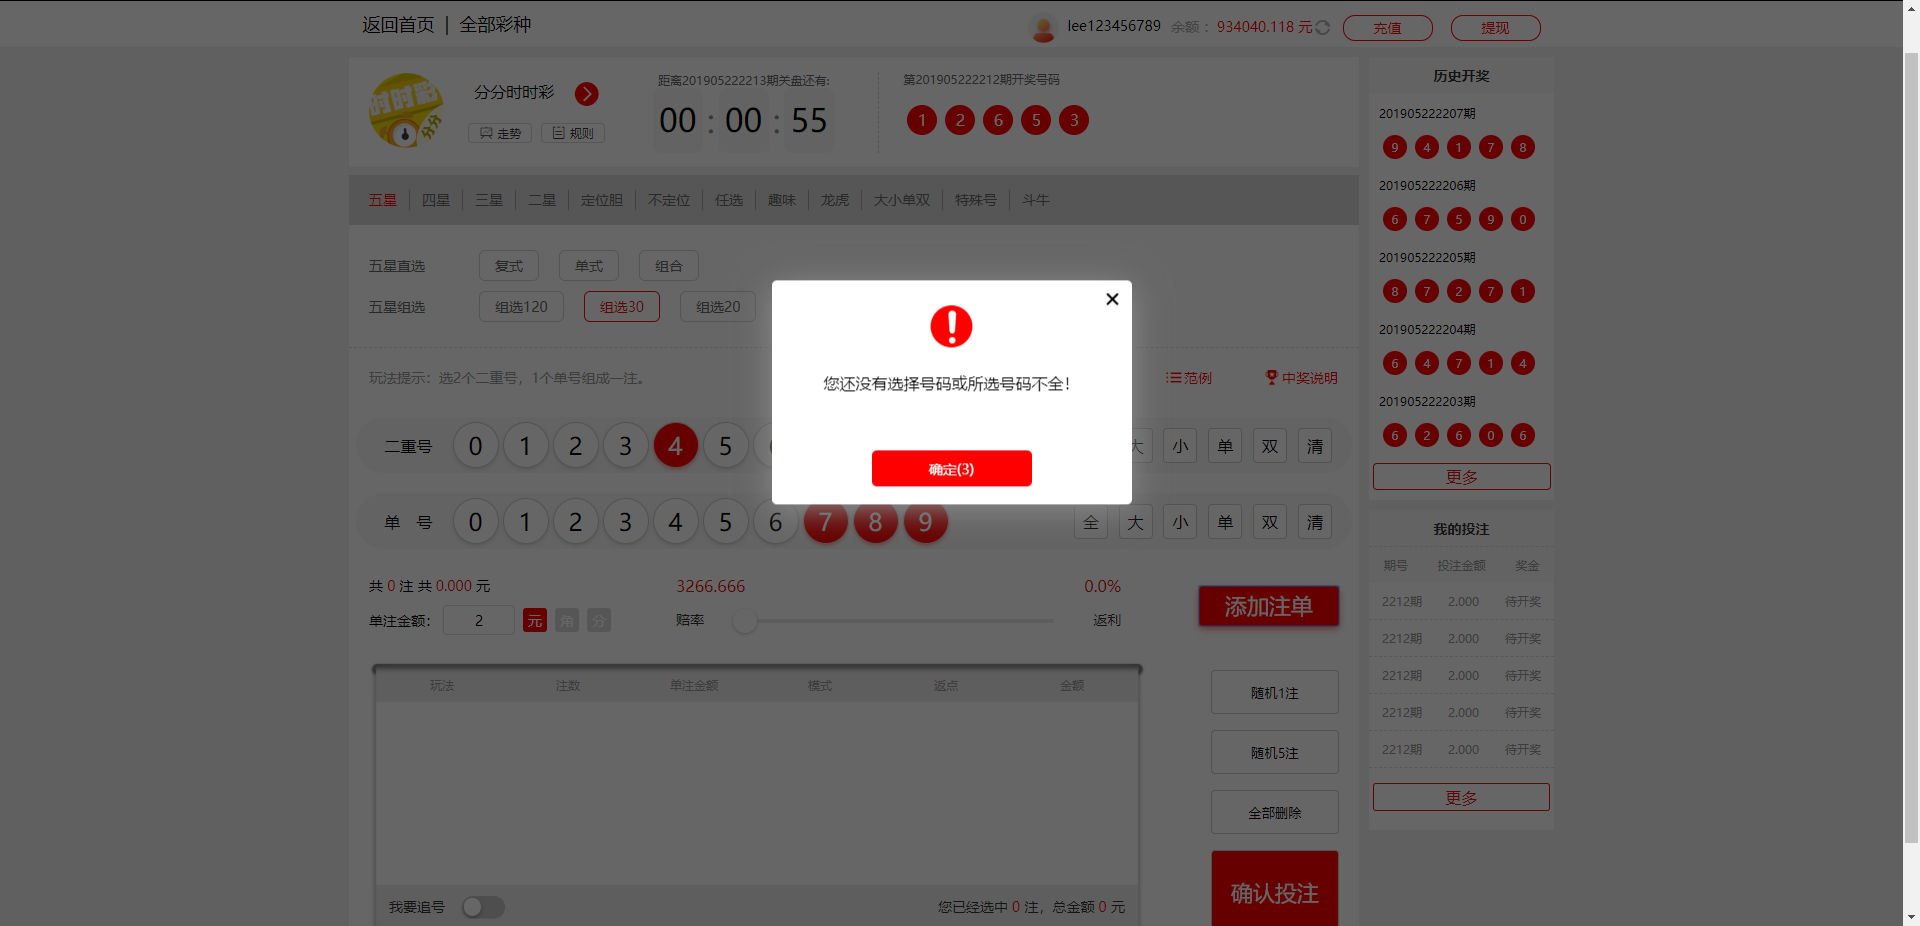 返回首页 | 全部彩种
lee123456789 余额: 934040.118 元 充值 提现
时时彩
分分
分分时时彩
走势 规则
距离201905222213期关盘还有:
00 : 00 : 55
第201905222212期开奖号码
1 2 6 5 3
五星 四星 三星 二星 定位胆 不定位 任选 趣味 龙虎 大小单双 特殊号 斗牛
五星直选 复式 单式 组合
五星组选 组选120 组选30 组选20
玩法提示: 选2个二重号，1个单号组成一注。
范例 中奖说明
二重号 0 1 2 3 4 5 大 小 单 双 清
单 号 0 1 2 3 4 5 6 7 8 9 全 大 小 单 双 清
您还没有选择号码或所选号码不全!
确定(3)
共 0 注 共 0.000 元
3266.666 0.0%
单注金额: 2 元 角 分
赔率 返利
添加注单
玩法 注数 单注金额 模式 返点 金额
随机1注
随机5注
全部删除
确认投注
我要追号
您已经选中 0 注，总金额 0 元
历史开奖
201905222207期
9 4 1 7 8
201905222206期
6 7 5 9 0
201905222205期
8 7 2 7 1
201905222204期
6 4 7 1 4
201905222203期
6 2 6 0 6
更多
我的投注
期号 投注金额 奖金
2212期 2.000 待开奖
2212期 2.000 待开奖
2212期 2.000 待开奖
2212期 2.000 待开奖
2212期 2.000 待开奖
更多